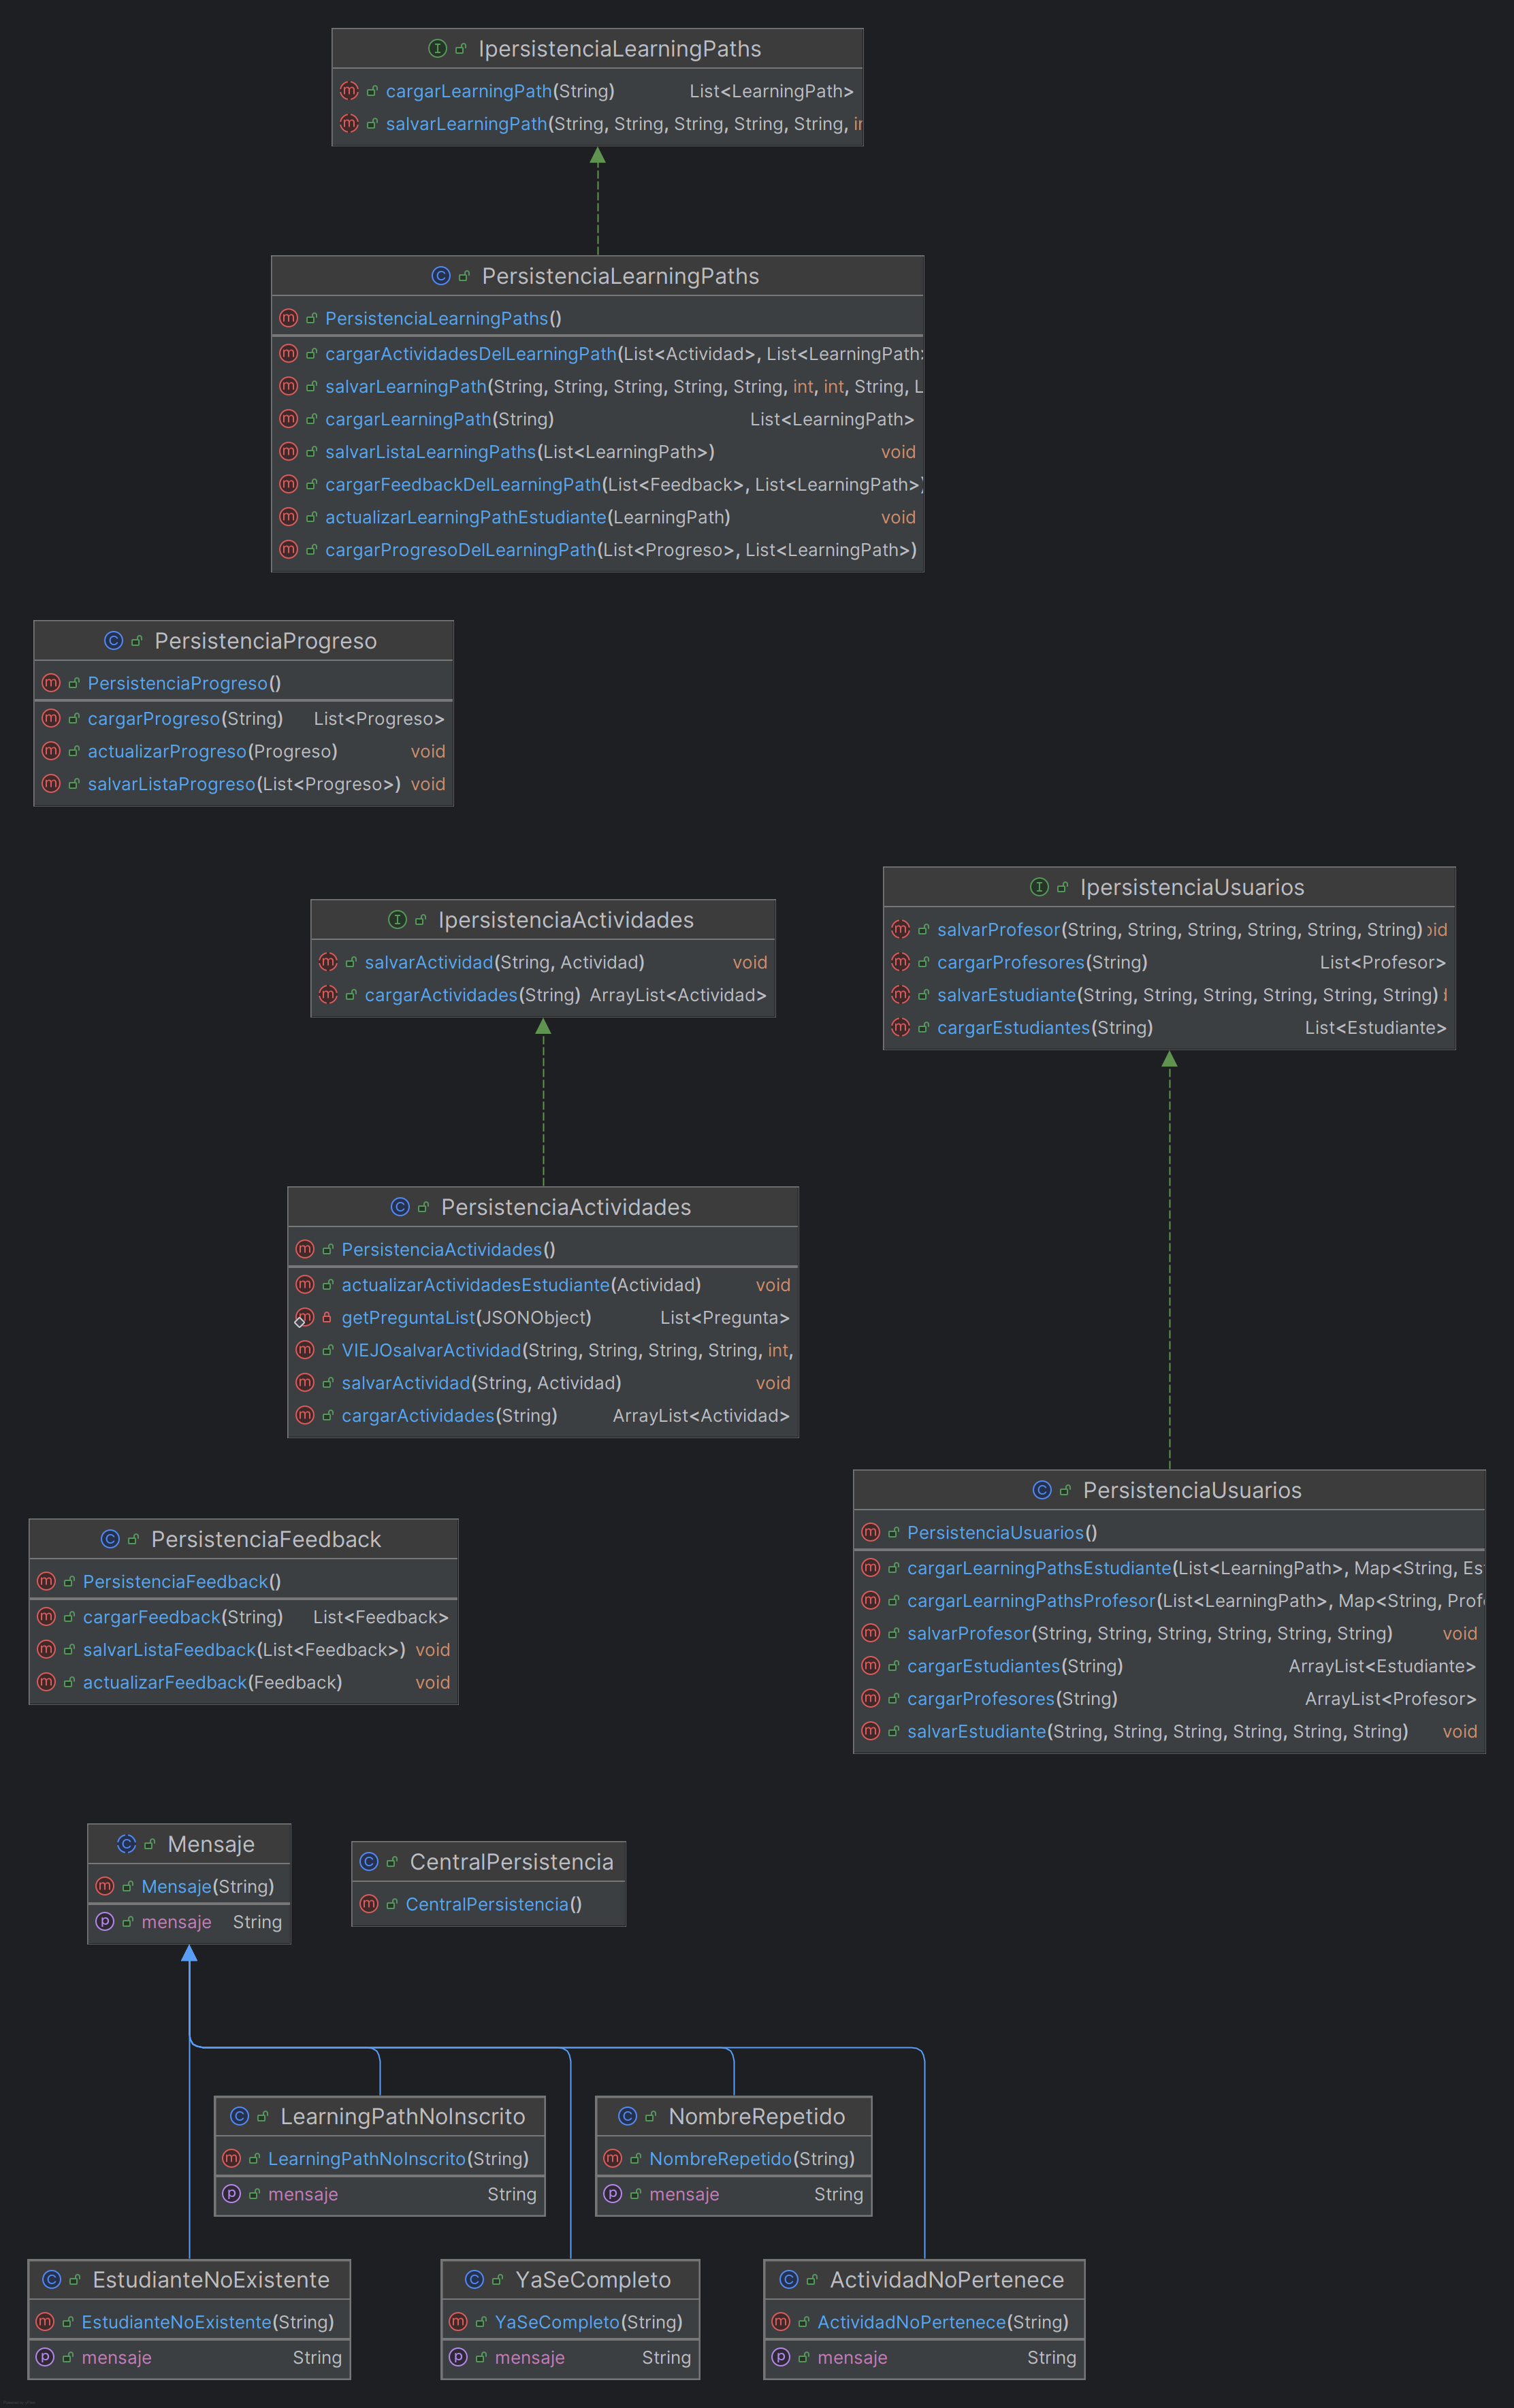 IpersistenciaLearningPaths
cargarLearningPath(String) List<LearningPath>
salvarLearningPath(String, String, String, String, String, in
PersistenciaLearningPaths
PersistenciaLearningPaths()
cargarActividadesDelLearningPath(List<Actividad>, List<LearningPath>
salvarLearningPath(String, String, String, String, String, int, int, String, L
cargarLearningPath(String) List<LearningPath>
salvarListaLearningPaths(List<LearningPath>) void
cargarFeedbackDelLearningPath(List<Feedback>, List<LearningPath>)
actualizarLearningPathEstudiante(LearningPath) void
cargarProgresoDelLearningPath(List<Progreso>, List<LearningPath>)
PersistenciaProgreso
PersistenciaProgreso()
cargarProgreso(String) List<Progreso>
actualizarProgreso(Progreso) void
salvarListaProgreso(List<Progreso>) void
IpersistenciaActividades
salvarActividad(String, Actividad) void
cargarActividades(String) ArrayList<Actividad>
IpersistenciaUsuarios
salvarProfesor(String, String, String, String, String, String) oid
cargarProfesores(String) List<Profesor>
salvarEstudiante(String, String, String, String, String, String) d
cargarEstudiantes(String) List<Estudiante>
PersistenciaActividades
PersistenciaActividades()
actualizarActividadesEstudiante(Actividad) void
getPreguntaList(JSONObject) List<Pregunta>
VIEJOsalvarActividad(String, String, String, String, int,
salvarActividad(String, Actividad) void
cargarActividades(String) ArrayList<Actividad>
PersistenciaUsuarios
PersistenciaUsuarios()
cargarLearningPathsEstudiante(List<LearningPath>, Map<String, Es
cargarLearningPathsProfesor(List<LearningPath>, Map<String, Prof
salvarProfesor(String, String, String, String, String, String) void
cargarEstudiantes(String) ArrayList<Estudiante>
cargarProfesores(String) ArrayList<Profesor>
salvarEstudiante(String, String, String, String, String, String) void
PersistenciaFeedback
PersistenciaFeedback()
cargarFeedback(String) List<Feedback>
salvarListaFeedback(List<Feedback>) void
actualizarFeedback(Feedback) void
Mensaje
Mensaje(String)
mensaje String
CentralPersistencia
CentralPersistencia()
LearningPathNoInscrito
LearningPathNoInscrito(String)
mensaje String
NombreRepetido
NombreRepetido(String)
mensaje String
EstudianteNoExistente
EstudianteNoExistente(String)
mensaje String
YaSeCompleto
YaSeCompleto(String)
mensaje String
ActividadNoPertenece
ActividadNoPertenece(String)
mensaje String